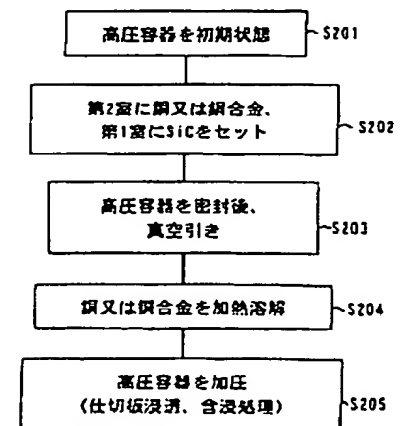 高圧容器を初期状態 S201
第2室に銅又は銅合金、
第1室にSiCをセット S202
高圧容器を密封後、
真空引き S203
銅又は銅合金を加熱溶解 S204
高圧容器を加圧
(仕切板浸透、含浸処理) S205